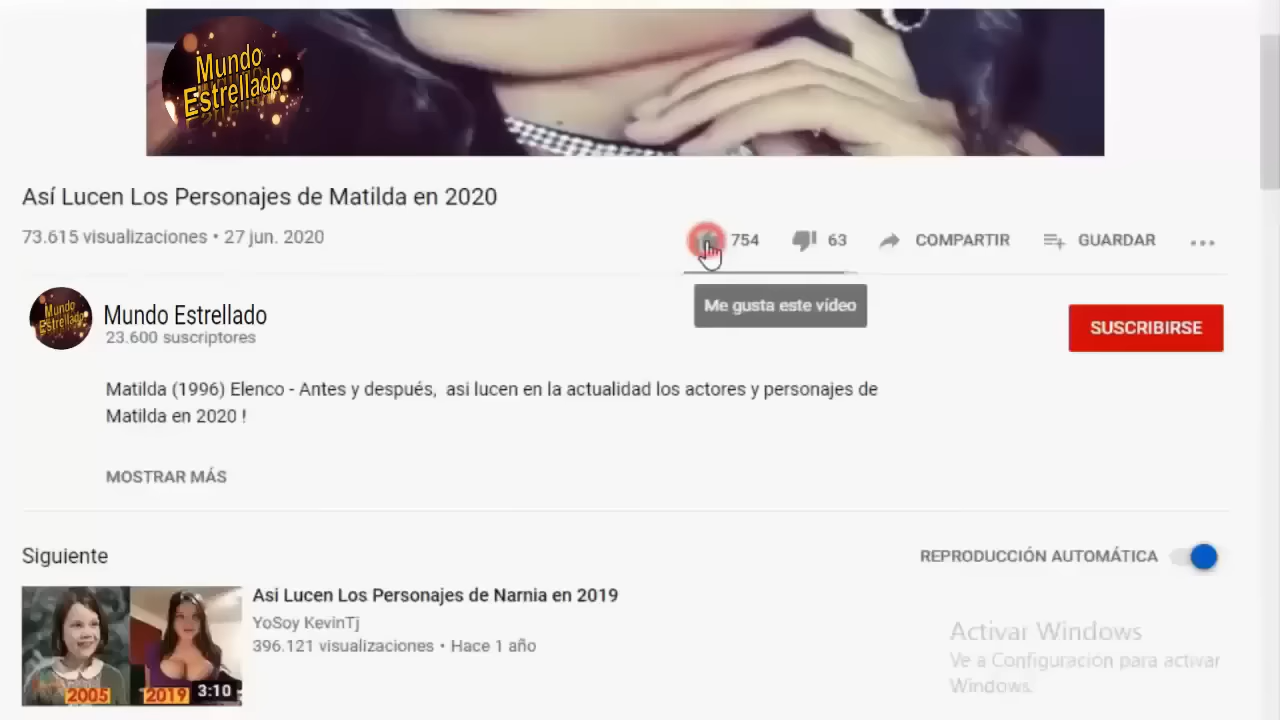 Mundo
Estrellado
Así Lucen Los Personajes de Matilda en 2020
73.615 visualizaciones • 27 jun. 2020
754
63
COMPARTIR
GUARDAR
Me gusta este vídeo
Mundo
Estrellado
Mundo Estrellado
23.600 suscriptores
SUSCRIBIRSE
Matilda (1996) Elenco - Antes y después, asi lucen en la actualidad los actores y personajes de
Matilda en 2020 !
MOSTRAR MÁS
Siguiente
REPRODUCCIÓN AUTOMÁTICA
2005
2019
3:10
Asi Lucen Los Personajes de Narnia en 2019
YoSoy KevinTj
396.121 visualizaciones • Hace 1 año
Activar Windows
Ve a Configuración para activar
Windows.